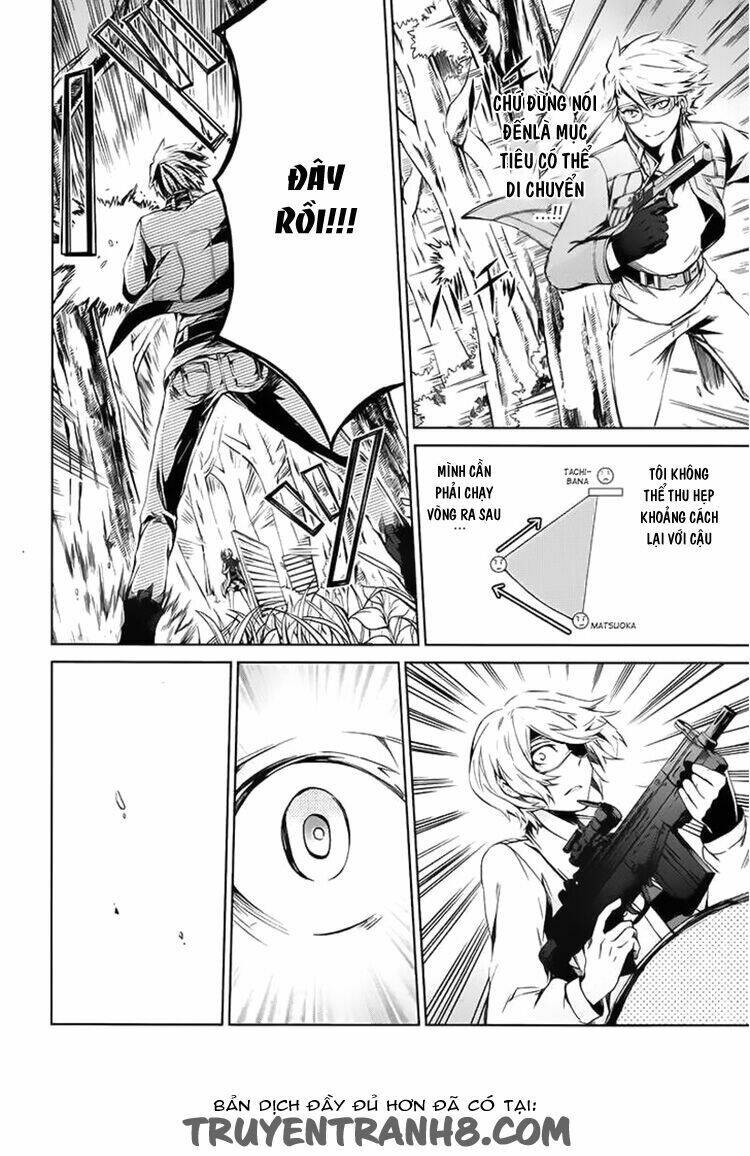 CHỨ ĐỪNG NÓI
ĐẾNLÀ MỤC
TIÊU CÓ THỂ
DI CHUYỂN
...!!
ĐÂY
RỒI!!!
TÔI KHÔNG
THỂ THU HẸP
KHOẢNG CÁCH
LẠI VỚI CẬU
TACHI-
BANA
MATSUOKA
MÌNH CẦN
PHẢI CHẠY
VÒNG RA SAU
...
BẢN DỊCH ĐẦY ĐỦ HƠN ĐÃ CÓ TẠI:
TRUYENTRANH8.COM